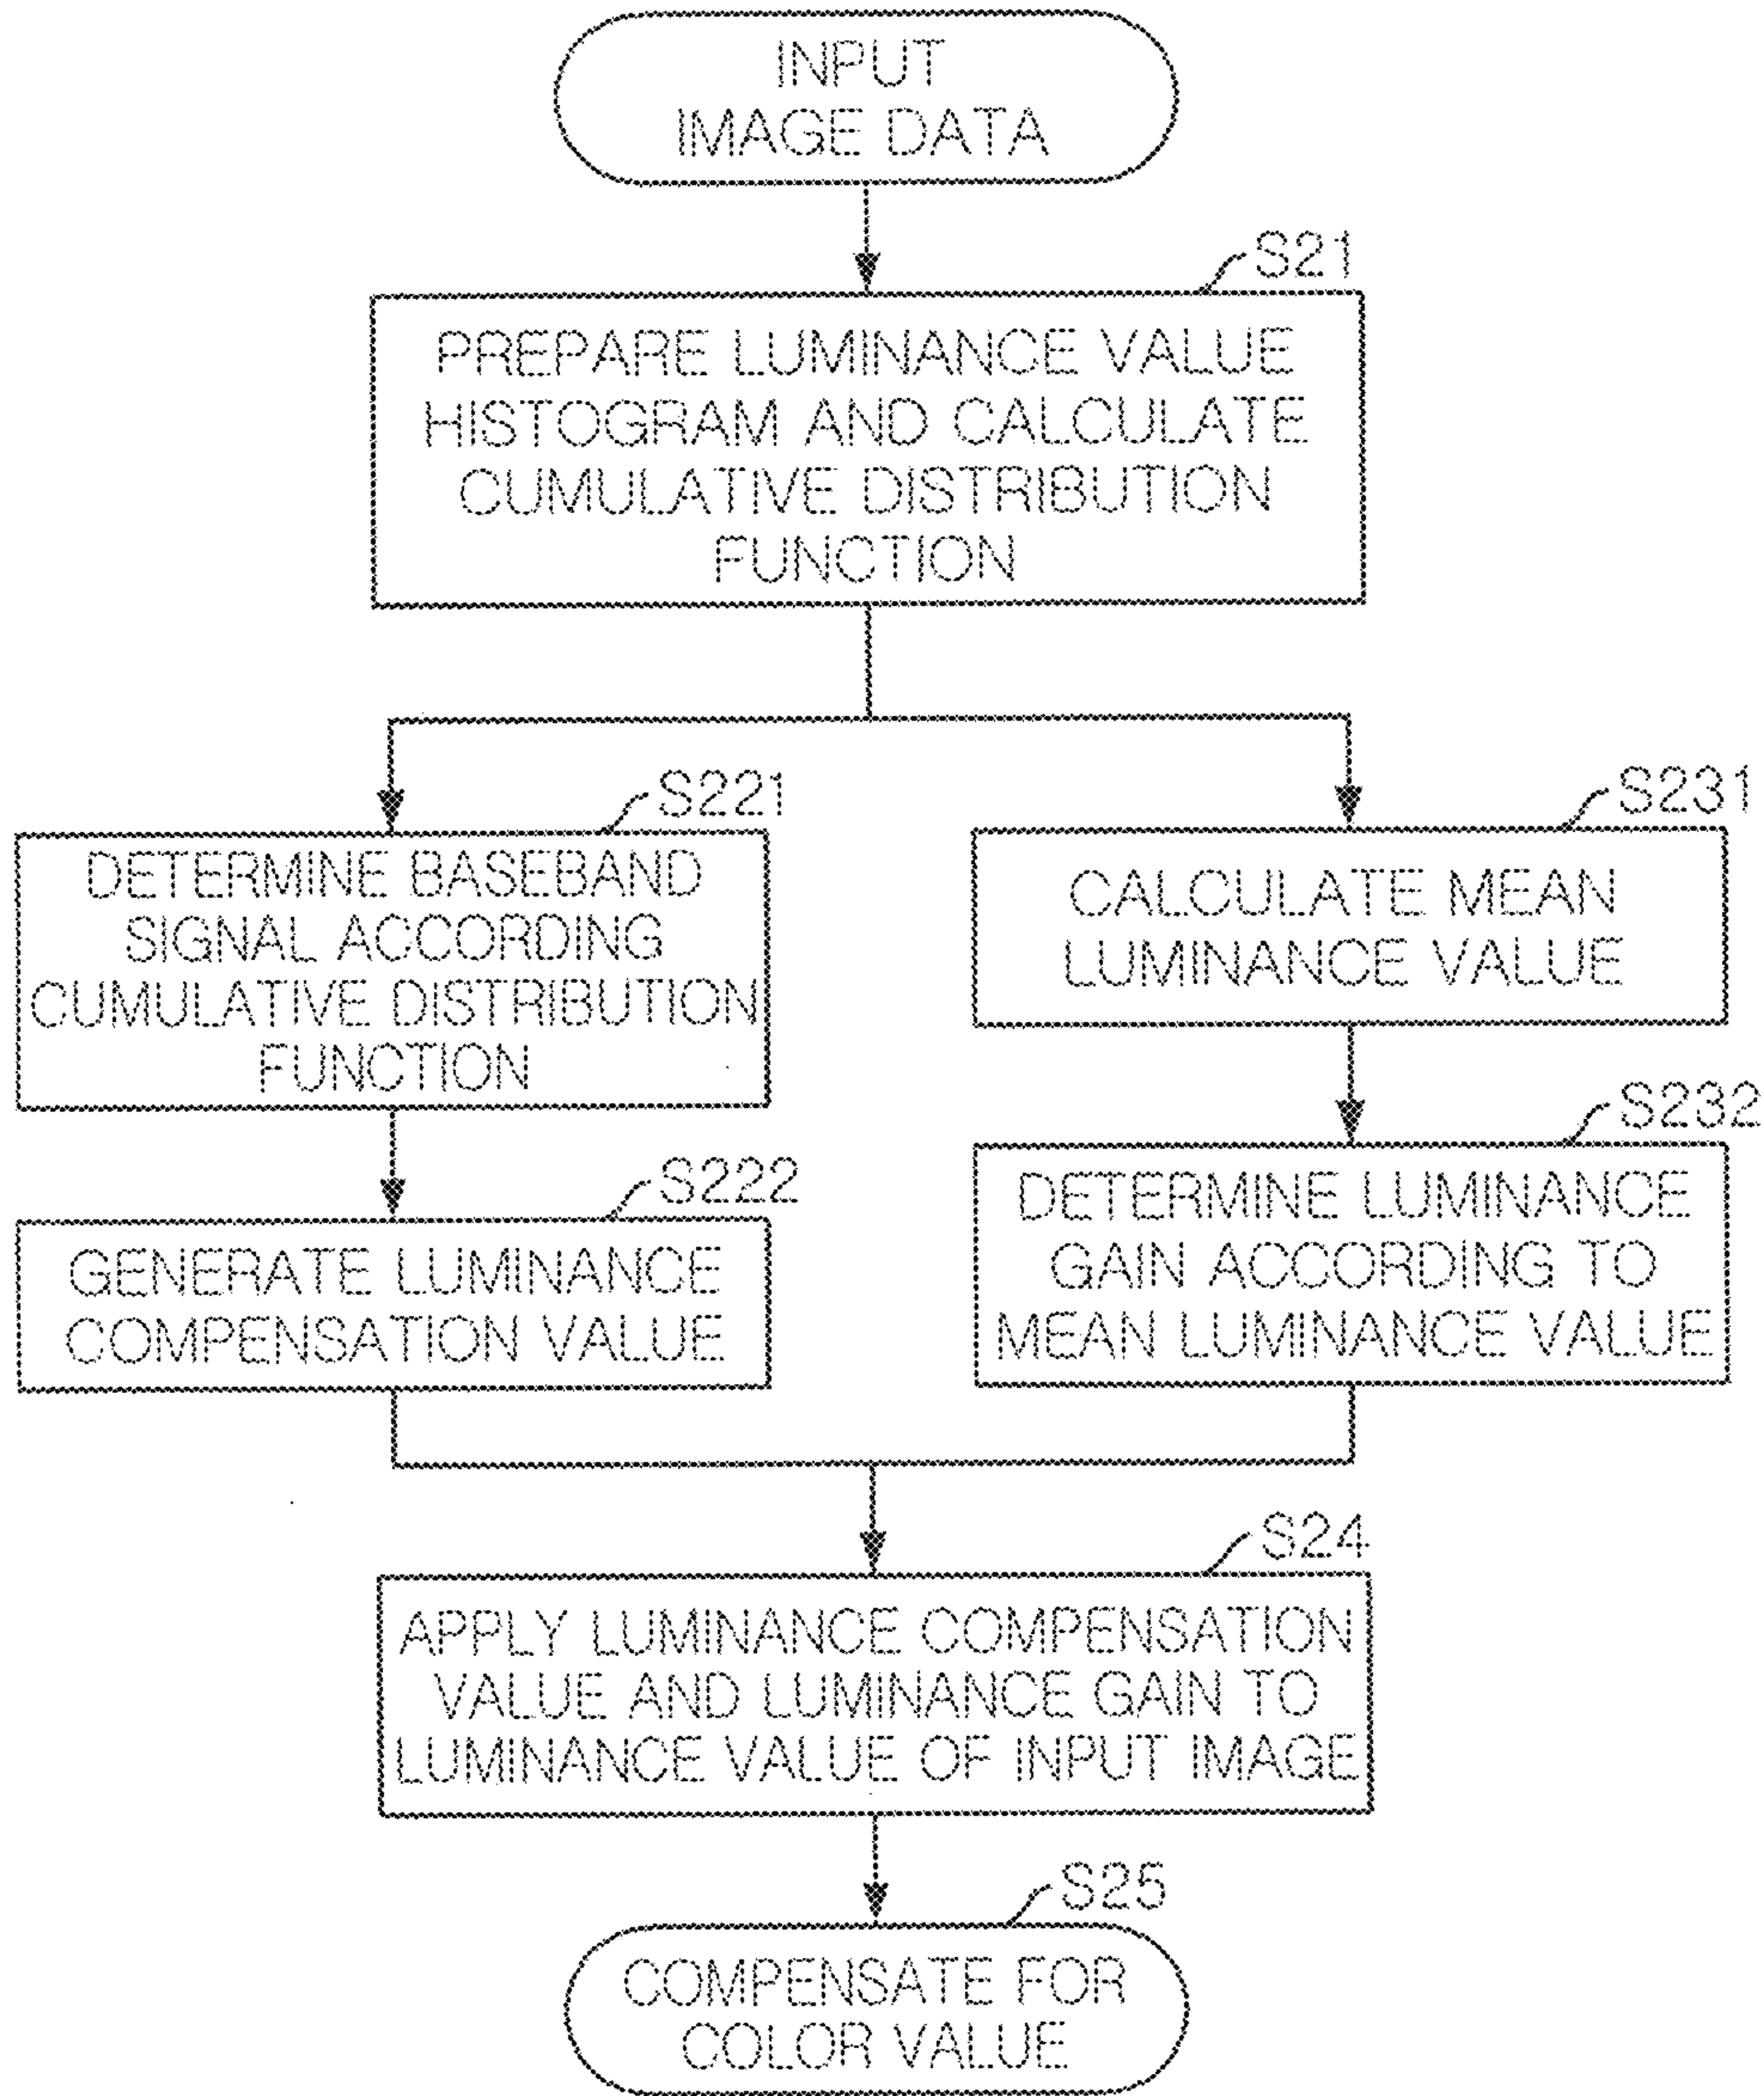 INPUT
IMAGE DATA
S21
PREPARE LUMINANCE VALUE
HISTOGRAM AND CALCULATE
CUMULATIVE DISTRIBUTION
FUNCTION
S221
DETERMINE BASEBAND
SIGNAL ACCORDING
CUMULATIVE DISTRIBUTION
FUNCTION
S222
GENERATE LUMINANCE
COMPENSATION VALUE
S231
CALCULATE MEAN
LUMINANCE VALUE
S232
DETERMINE LUMINANCE
GAIN ACCORDING TO
MEAN LUMINANCE VALUE
S24
APPLY LUMINANCE COMPENSATION
VALUE AND LUMINANCE GAIN TO
LUMINANCE VALUE OF INPUT IMAGE
S25
COMPENSATE FOR
COLOR VALUE